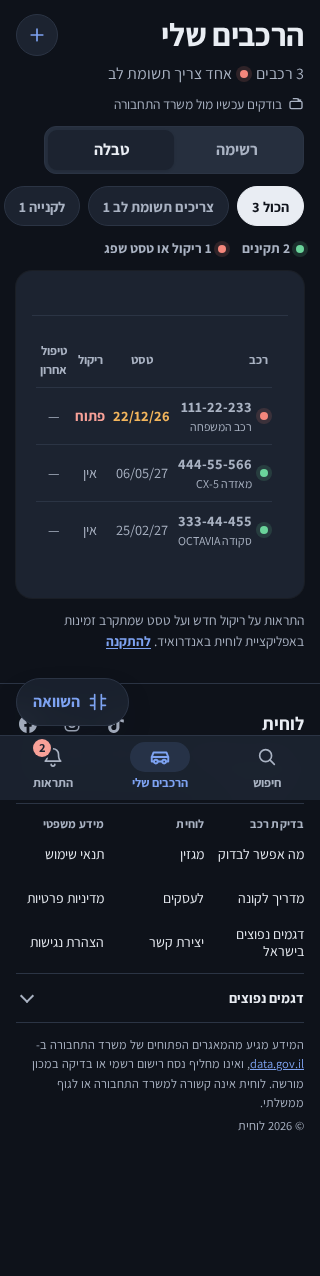 הרכבים שלי
3 רכבים אחד צריך תשומת לב
בודקים עכשיו מול משרד התחבורה
רשימה
טבלה
הכול 3
צריכים תשומת לב 1
לקנייה 1
2 תקינים
1 ריקול או טסט שפג
רכב טסט ריקול טיפול אחרון
111-22-233 22/12/26 פתוח —
רכב המשפחה
444-55-566 06/05/27 אין —
מאזדה CX-5
333-44-455 25/02/27 אין —
סקודה OCTAVIA
התראות על ריקול חדש ועל טסט שמתקרב זמינות
באפליקציית לוחית באנדרואיד. להתקנה
השוואה
לוחית
חיפוש
הרכבים שלי
2
התראות
בדיקת רכב לוחית מידע משפטי
מה אפשר לבדוק מגזין תנאי שימוש
מדריך לקונה לעסקים מדיניות פרטיות
דגמים נפוצים בישראל יצירת קשר הצהרת נגישות
דגמים נפוצים
המידע מגיע מהמאגרים הפתוחים של משרד התחבורה ב-
data.gov.il, ואינו מחליף נסח רישום רשמי או בדיקה במכון
מורשה. לוחית אינה קשורה למשרד התחבורה או לגוף
ממשלתי.
© 2026 לוחית